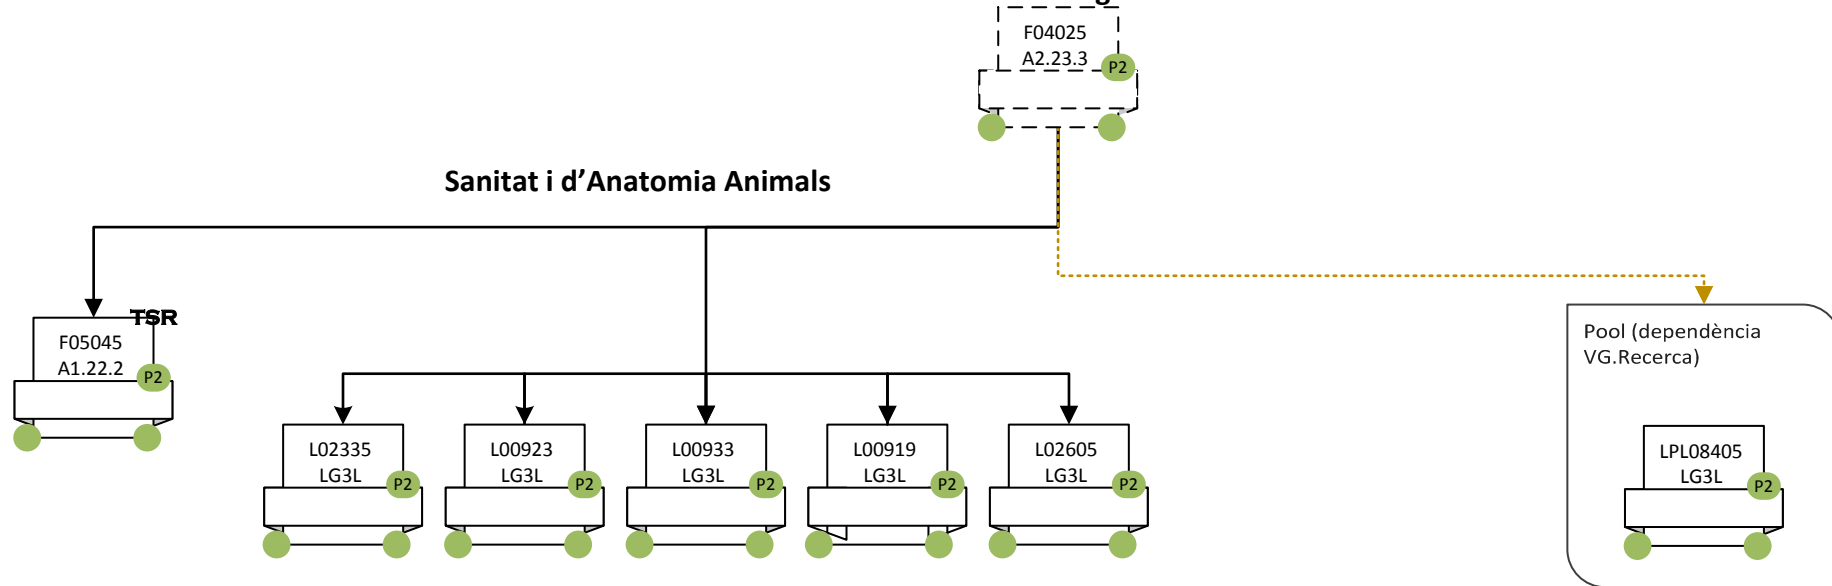 F04025
A2.23.3
P2
Sanitat i d’Anatomia Animals
TSR
F05045
A1.22.2
P2
Pool (dependència
VG.Recerca)
L02335
LG3L
P2
L00923
LG3L
P2
L00933
LG3L
P2
L00919
LG3L
P2
L02605
LG3L
P2
LPL08405
LG3L
P2